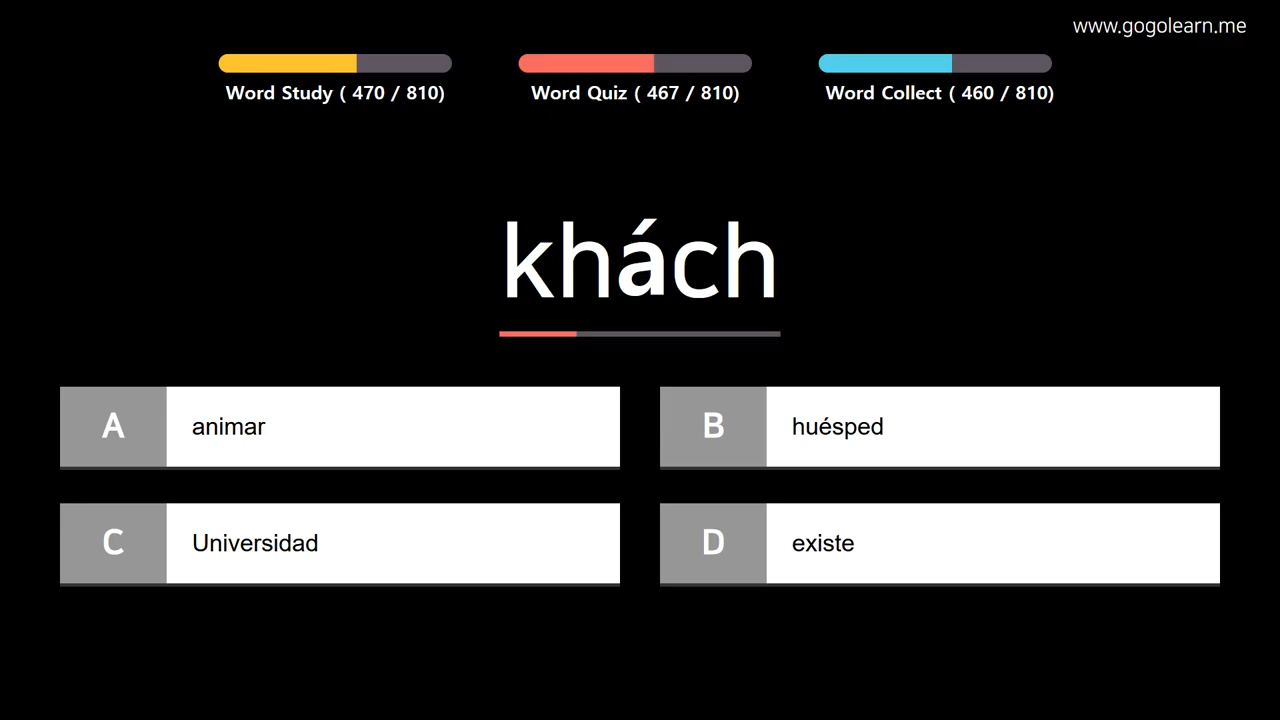 www.gogolearn.me
Word Study ( 470 / 810)
Word Quiz ( 467 / 810)
Word Collect ( 460 / 810)
khách
A animar
B huésped
C Universidad
D existe